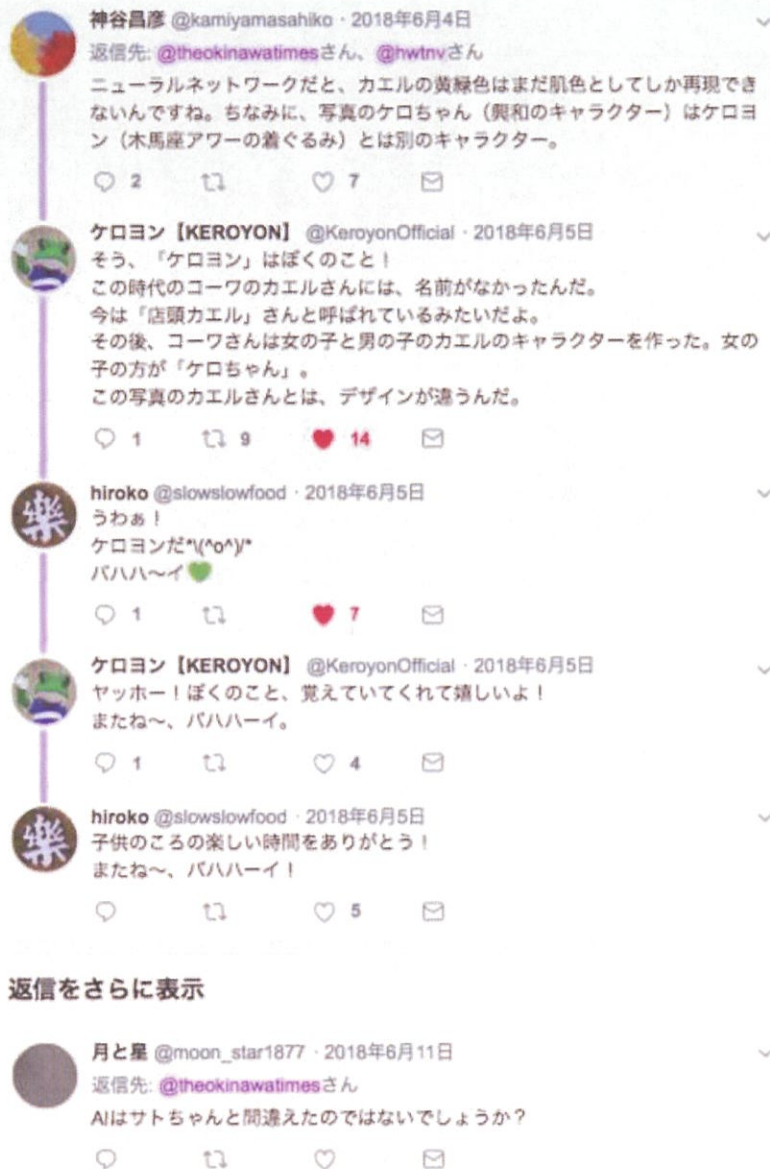 神谷昌彦 @kamiyamasahiko · 2018年6月4日
返信先: @theokinawatimesさん、@hwtnvさん
ニューラルネットワークだと、カエルの黄緑色はまだ肌色としてしか再現でき
ないんですね。ちなみに、写真のケロちゃん（興和のキャラクター）はケロヨ
ン（木馬座アワーの着ぐるみ）とは別のキャラクター。
2 7
ケロヨン【KEROYON】 @KeroyonOfficial · 2018年6月5日
そう、「ケロヨン」はぼくのこと！
この時代のコーワのカエルさんには、名前がなかったんだ。
今は「店頭カエル」さんと呼ばれているみたいだよ。
その後、コーワさんは女の子と男の子のカエルのキャラクターを作った。女の
子の方が「ケロちゃん」。
この写真のカエルさんとは、デザインが違うんだ。
1 9 14
樂
hiroko @slowslowfood · 2018年6月5日
うわぁ！
ケロヨンだ*\(^o^)/*
バハハ〜イ💚
1 7
ケロヨン【KEROYON】 @KeroyonOfficial · 2018年6月5日
ヤッホー！ぼくのこと、覚えていてくれて嬉しいよ！
またね〜、バハハーイ。
1 4
樂
hiroko @slowslowfood · 2018年6月5日
子供のころの楽しい時間をありがとう！
またね〜、バハハーイ！
5
返信をさらに表示
月と星 @moon_star1877 · 2018年6月11日
返信先: @theokinawatimesさん
AIはサトちゃんと間違えたのではないでしょうか？